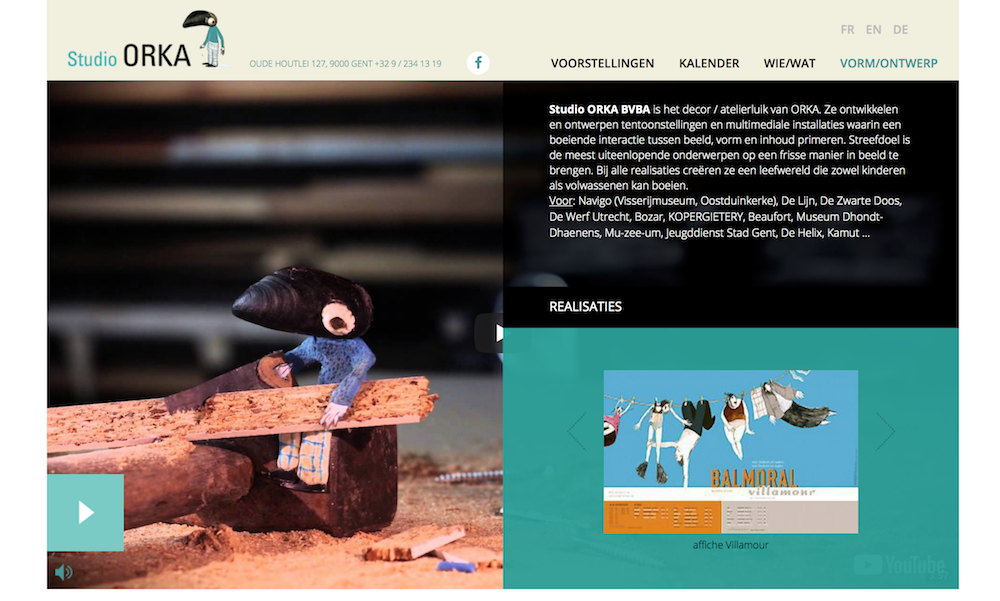 Studio ORKA
OUDE HOUTLEI 127, 9000 GENT +32 9 / 234 13 19
f
FR EN DE
VOORSTELLINGEN KALENDER WIE/WAT VORM/ONTWERP
Studio ORKA BVBA is het decor / atelierluik van ORKA. Ze ontwikkelen
en ontwerpen tentoonstellingen en multimediale installaties waarin een
boeiende interactie tussen beeld, vorm en inhoud primeren. Streefdoel is
de meest uiteenlopende onderwerpen op een frisse manier in beeld te
brengen. Bij alle realisaties creëren ze een leefwereld die zowel kinderen
als volwassenen kan boeien.
Voor: Navigo (Visserijmuseum, Oostduinkerke), De Lijn, De Zwarte Doos,
De Werf Utrecht, Bozar, KOPERGIETERY, Beaufort, Museum Dhondt-
Dhaenens, Mu-zee-um, Jeugddienst Stad Gent, De Helix, Kamut ...
REALISATIES
BALMORAL
villamour
affiche Villamour
YouTube